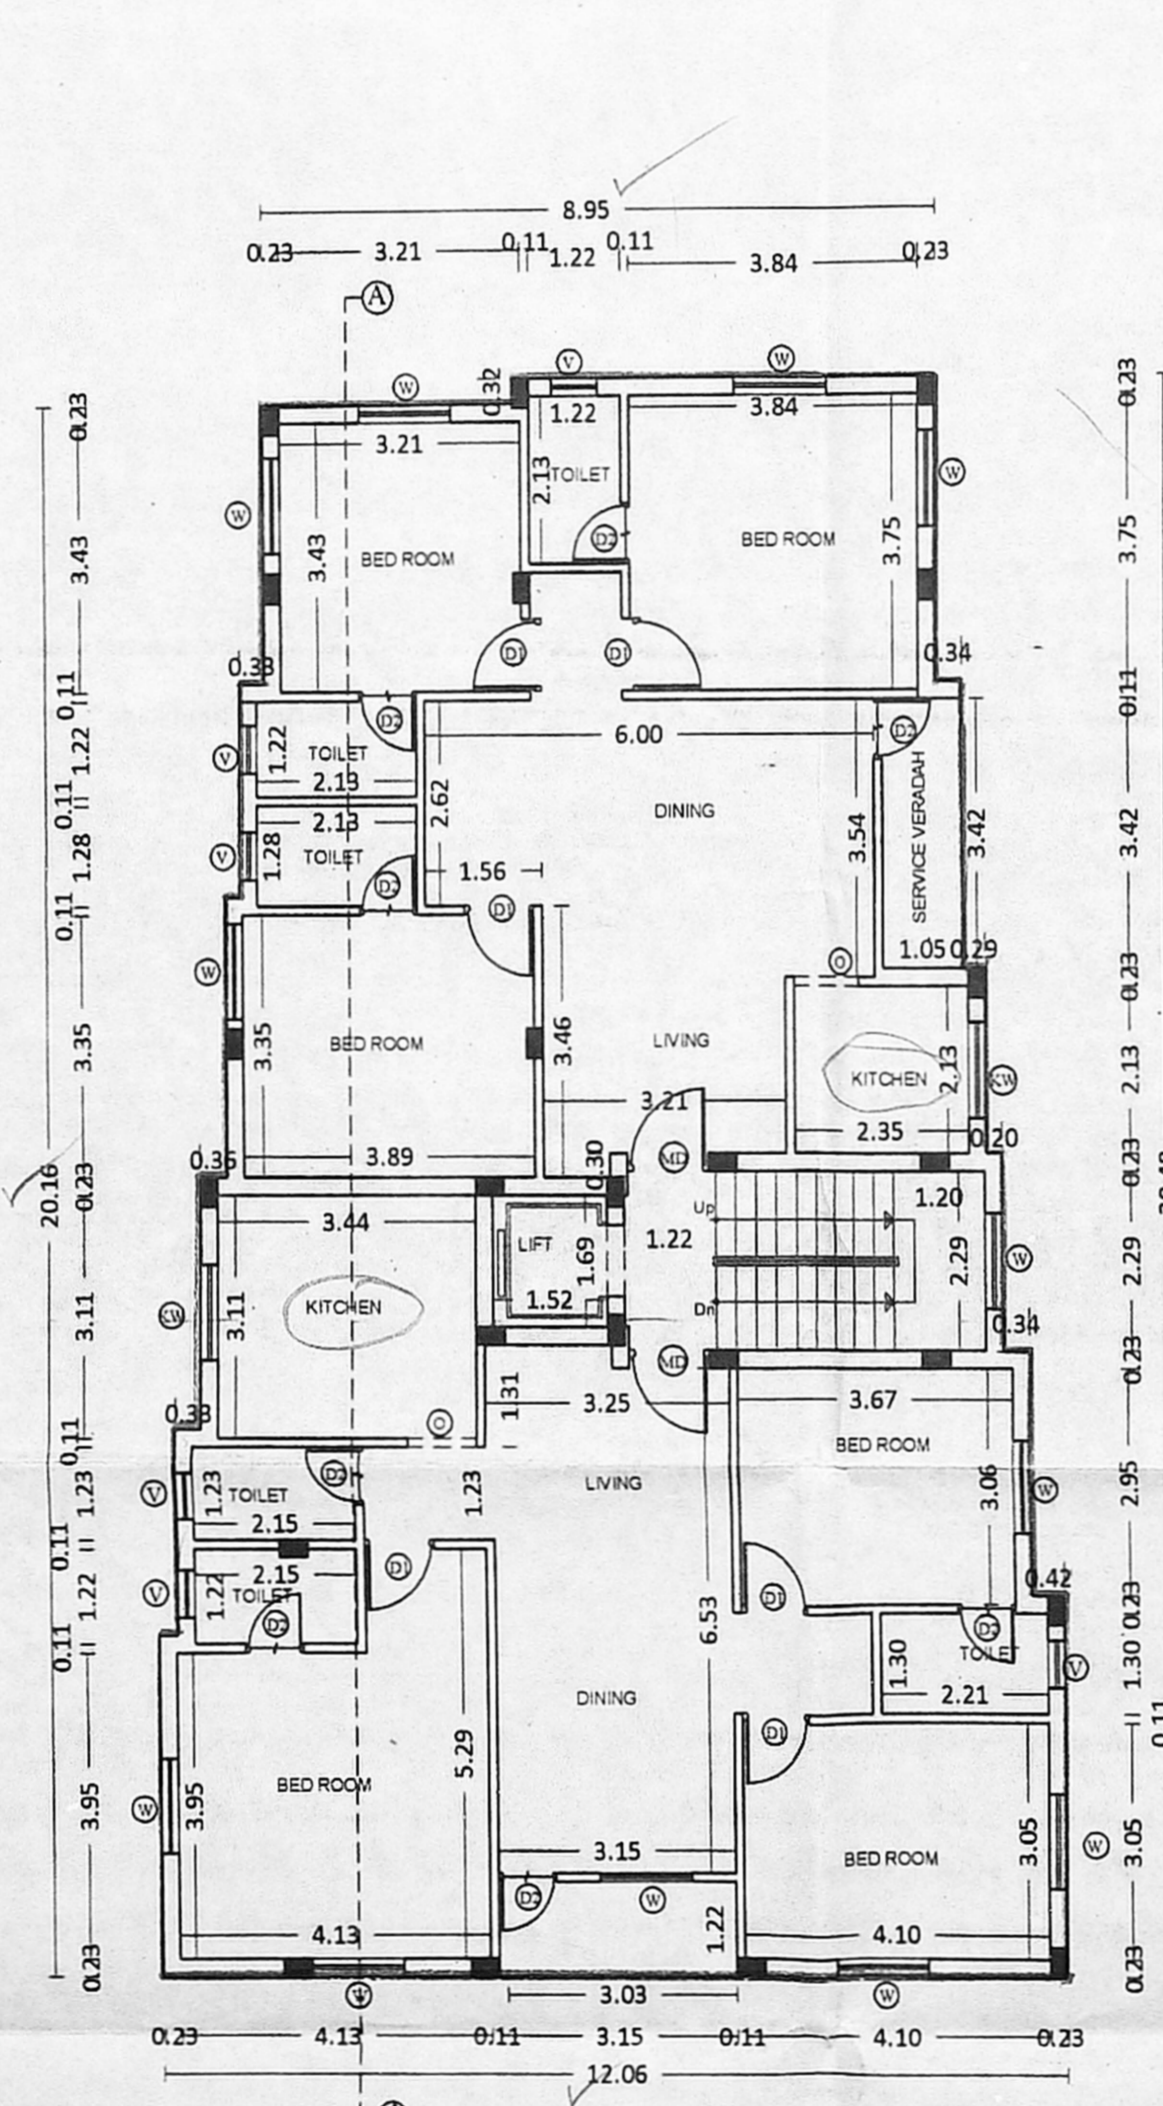 8.95
0.23 3.21 0.11 1.22 0.11 3.84 0.23
A
V W
W 0.32
0.23 1.22 3.84 0.23
3.21
W 2.13 TOILET W
3.43 3.43 BED ROOM D2 BED ROOM 3.75 3.75
D1 D1
0.33 0.34
0.11 D2 6.00 D2 0.11
V 1.22 1.22 TOILET
2.13
0.11 2.62 DINING SERVICE VERADAH
2.13 3.54 3.42 3.42
V 1.28 1.28 TOILET D2 1.56
0.11 D1
W O 1.05 0.29 0.23
3.35 3.35 BED ROOM 3.46 LIVING KITCHEN 2.13 KW 2.13
3.21 2.35 0.20
0.35 3.89 0.30 MD 0.23
20.16 0.23 3.44 Up 1.20
LIFT 1.69 1.22 2.29 W 2.29
KW 3.11 3.11 KITCHEN 1.52 Dn 0.34
MD 0.23
0.33 O 1.31 3.25 3.67
0.11 BED ROOM
V 1.23 1.23 TOILET D2 1.23 LIVING 3.06 W 2.95
2.15
0.11 2.15 D1 0.42
V 1.22 1.22 TOILET D2 6.53 D1 D2 0.23
0.11 1.30 TOILET V 1.30
DINING 2.21
D1 0.11
W 3.95 3.95 BED ROOM 5.29
3.15 BED ROOM 3.05 W 3.05
D2 W 1.22
4.13 4.10
0.23 W 3.03 W 0.23
0.23 4.13 0.11 3.15 0.11 4.10 0.23
12.06